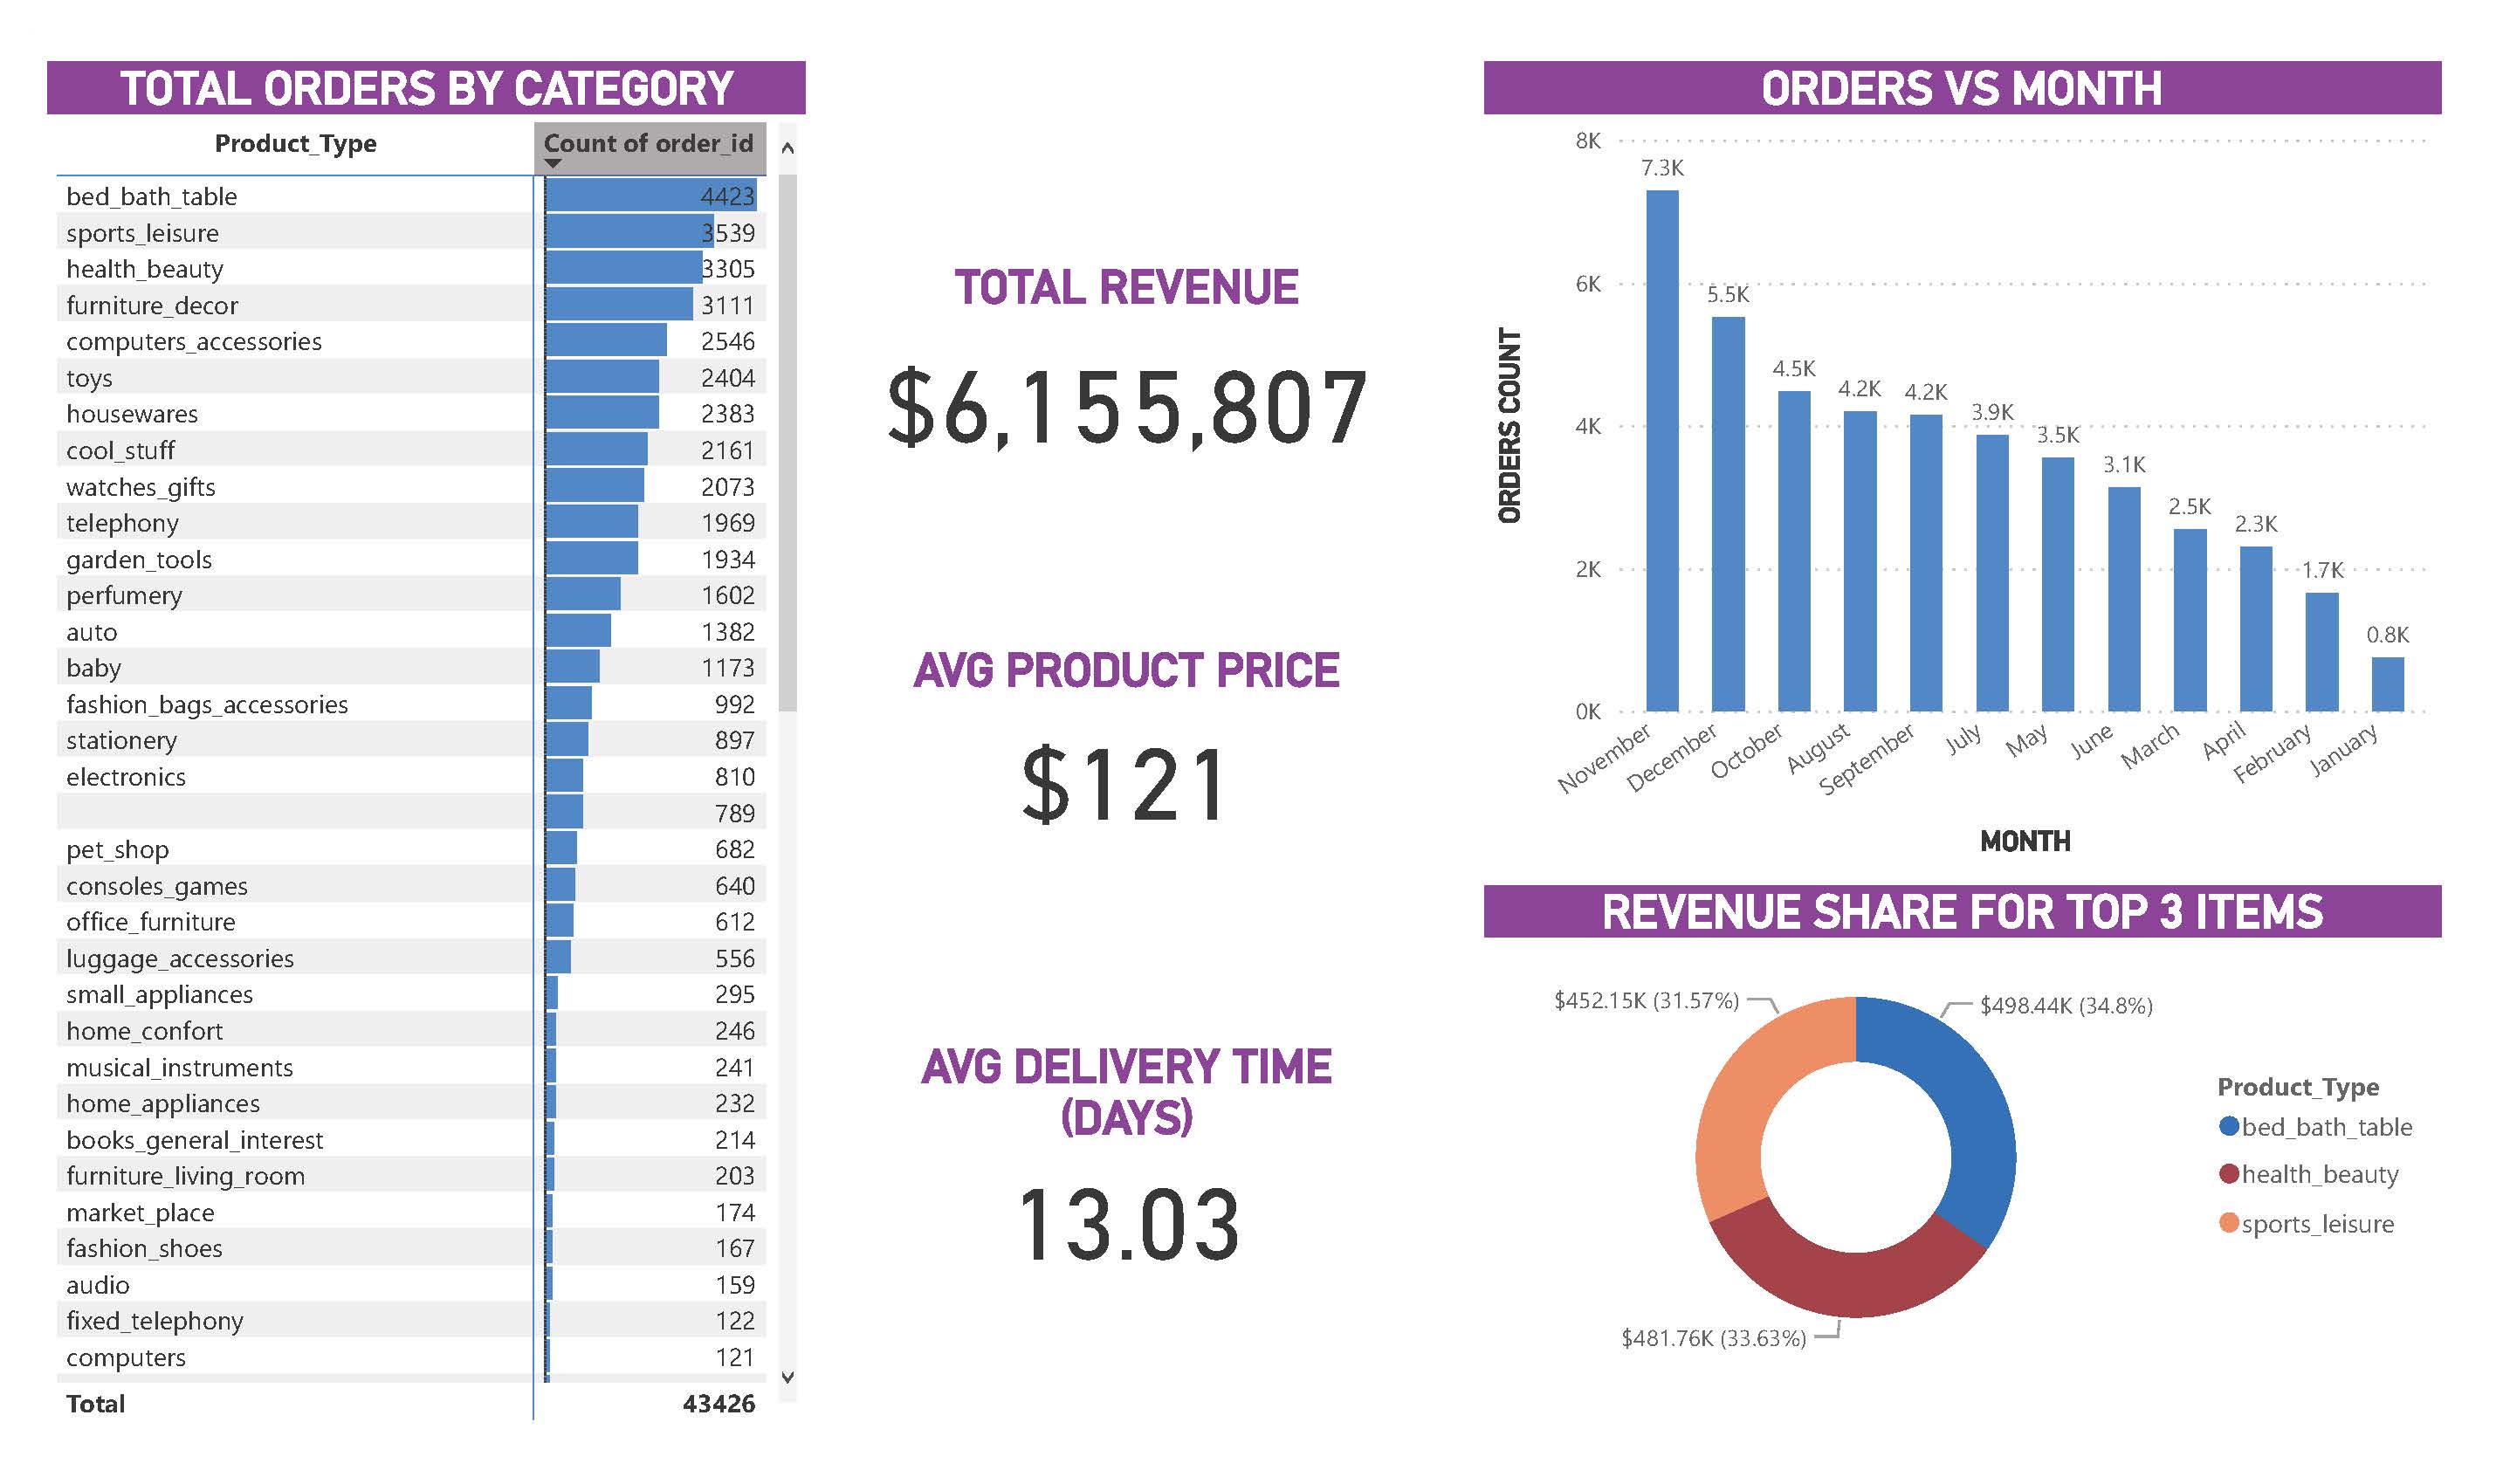 TOTAL ORDERS BY CATEGORY
Product_Type Count of order_id
bed_bath_table 4423
sports_leisure 3539
health_beauty 3305
furniture_decor 3111
computers_accessories 2546
toys 2404
housewares 2383
cool_stuff 2161
watches_gifts 2073
telephony 1969
garden_tools 1934
perfumery 1602
auto 1382
baby 1173
fashion_bags_accessories 992
stationery 897
electronics 810
789
pet_shop 682
consoles_games 640
office_furniture 612
luggage_accessories 556
small_appliances 295
home_confort 246
musical_instruments 241
home_appliances 232
books_general_interest 214
furniture_living_room 203
market_place 174
fashion_shoes 167
audio 159
fixed_telephony 122
computers 121
Total 43426
TOTAL REVENUE
$6,155,807
AVG PRODUCT PRICE
$121
AVG DELIVERY TIME
(DAYS)
13.03
ORDERS VS MONTH
ORDERS COUNT
8K
6K
4K
2K
0K
7.3K
5.5K
4.5K
4.2K
4.2K
3.9K
3.5K
3.1K
2.5K
2.3K
1.7K
0.8K
November
December
October
August
September
July
May
June
March
April
February
January
MONTH
REVENUE SHARE FOR TOP 3 ITEMS
$452.15K (31.57%)
$498.44K (34.8%)
$481.76K (33.63%)
Product_Type
bed_bath_table
health_beauty
sports_leisure